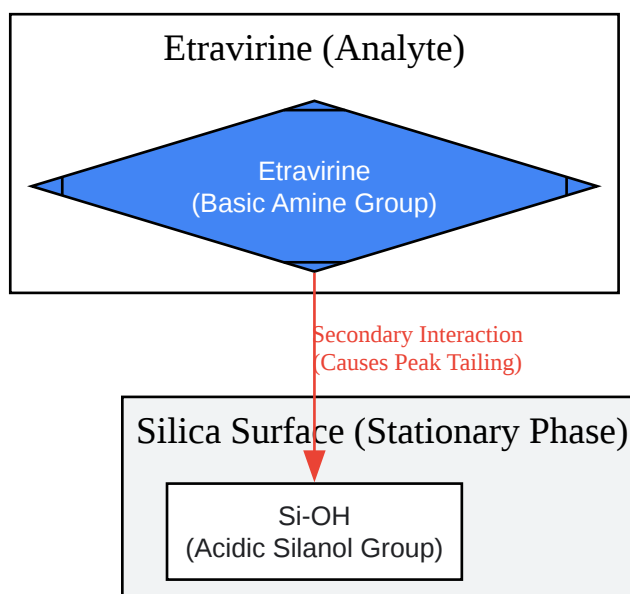 Etravirine (Analyte)
Etravirine
(Basic Amine Group)
Secondary Interaction
(Causes Peak Tailing)
Silica Surface (Stationary Phase)
Si-OH
(Acidic Silanol Group)